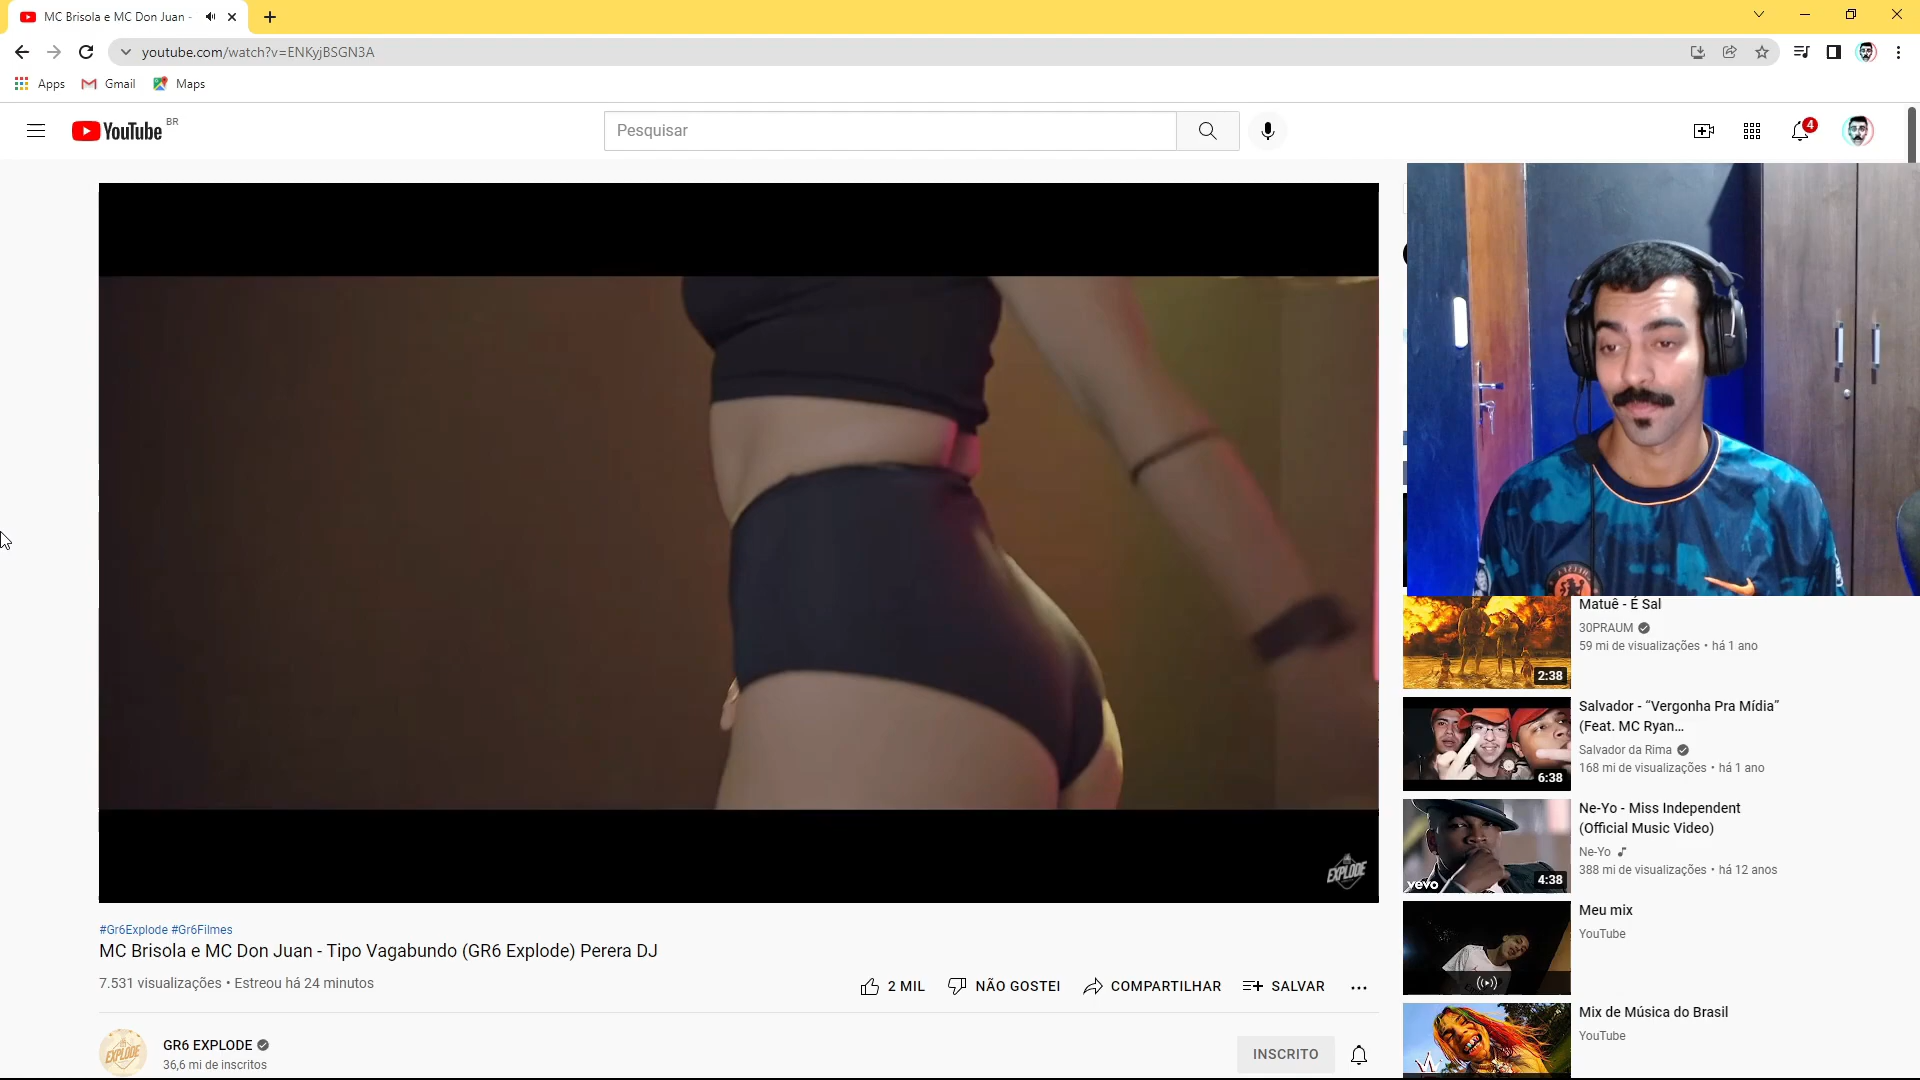 MC Brisola e MC Don Juan -
youtube.com/watch?v=ENKyjBSGN3A
Apps
Gmail
Maps
YouTube BR
Pesquisar
4
EXPLODE
#Gr6Explode #Gr6Filmes
MC Brisola e MC Don Juan - Tipo Vagabundo (GR6 Explode) Perera DJ
7.531 visualizações • Estreou há 24 minutos
2 MIL
NÃO GOSTEI
COMPARTILHAR
SALVAR
EXPLODE
GR6 EXPLODE
36,6 mi de inscritos
INSCRITO
Matuê - É Sal
30PRAUM
59 mi de visualizações • há 1 ano
2:38
Salvador - “Vergonha Pra Mídia”
(Feat. MC Ryan...
Salvador da Rima
168 mi de visualizações • há 1 ano
6:38
Ne-Yo - Miss Independent
(Official Music Video)
Ne-Yo
388 mi de visualizações • há 12 anos
vevo
4:38
Meu mix
YouTube
Mix de Música do Brasil
YouTube